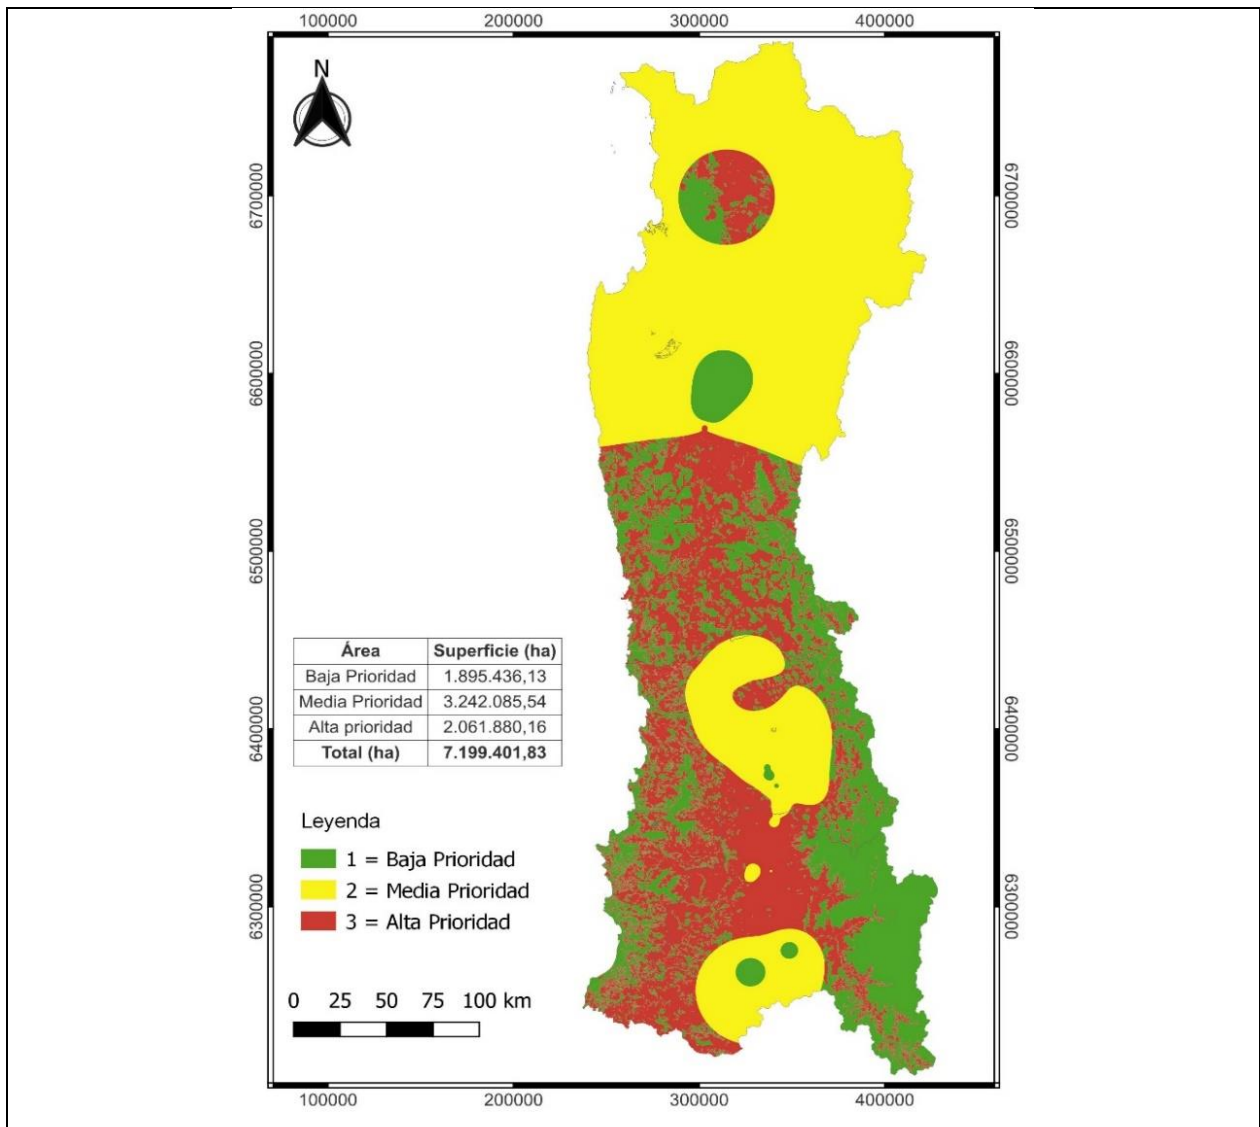 100000 200000 300000 400000
N
6700000 6700000
6600000 6600000
6500000 6500000
Área Superficie (ha)
Baja Prioridad 1.895.436,13
Media Prioridad 3.242.085,54
Alta prioridad 2.061.880,16
Total (ha) 7.199.401,83
6400000 6400000
Leyenda
1 = Baja Prioridad
2 = Media Prioridad
3 = Alta Prioridad
6300000 6300000
0 25 50 75 100 km
100000 200000 300000 400000